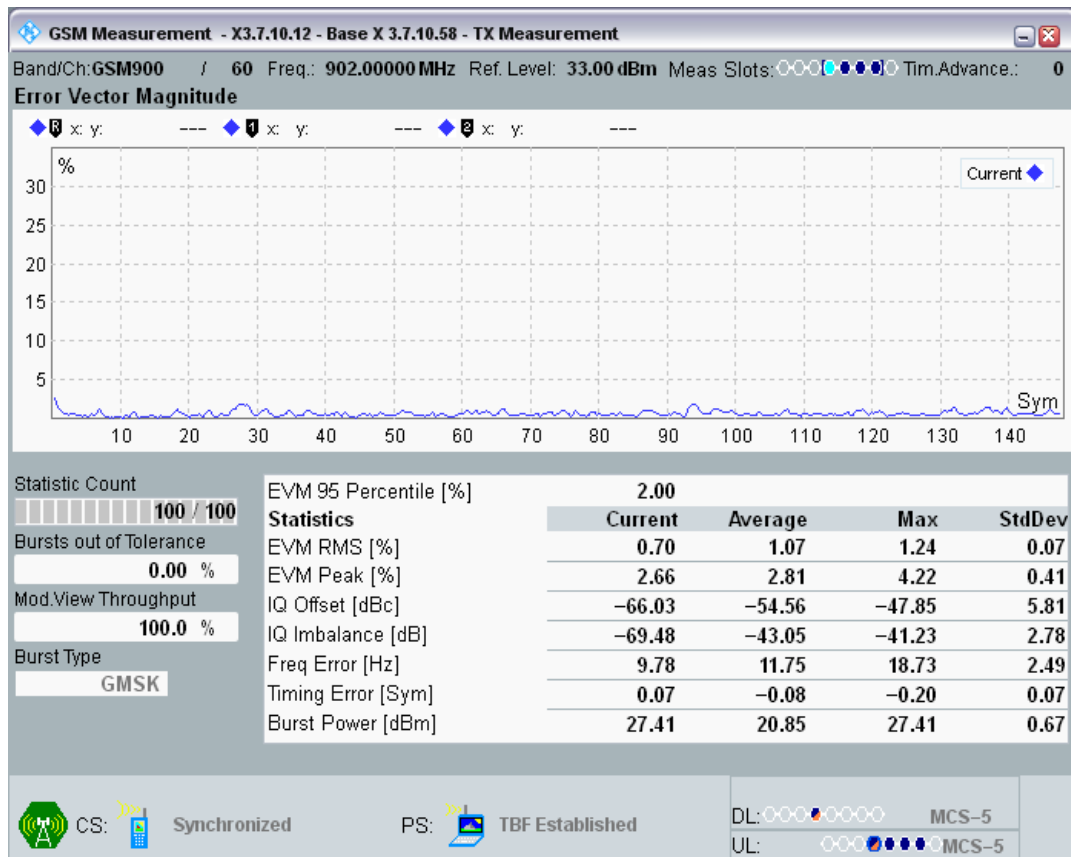 GSM Measurement - X3.7.10.12 - Base X 3.7.10.58 - TX Measurement
Band/Ch:GSM900 / 60 Freq.: 902.00000 MHz Ref. Level: 33.00 dBm Meas Slots: Tim.Advance.: 0
Error Vector Magnitude
R x: y: --- 1 x: y: --- 2 x: y: ---
%
Current
30
25
20
15
10
5
Sym
10 20 30 40 50 60 70 80 90 100 110 120 130 140
Statistic Count
100 / 100
Bursts out of Tolerance
0.00 %
Mod.View Throughput
100.0 %
Burst Type
GMSK
EVM 95 Percentile [%] 2.00
Statistics Current Average Max StdDev
EVM RMS [%] 0.70 1.07 1.24 0.07
EVM Peak [%] 2.66 2.81 4.22 0.41
IQ Offset [dBc] −66.03 −54.56 −47.85 5.81
IQ Imbalance [dB] −69.48 −43.05 −41.23 2.78
Freq Error [Hz] 9.78 11.75 18.73 2.49
Timing Error [Sym] 0.07 −0.08 −0.20 0.07
Burst Power [dBm] 27.41 20.85 27.41 0.67
CS: Synchronized PS: TBF Established
DL: MCS−5
UL: MCS−5